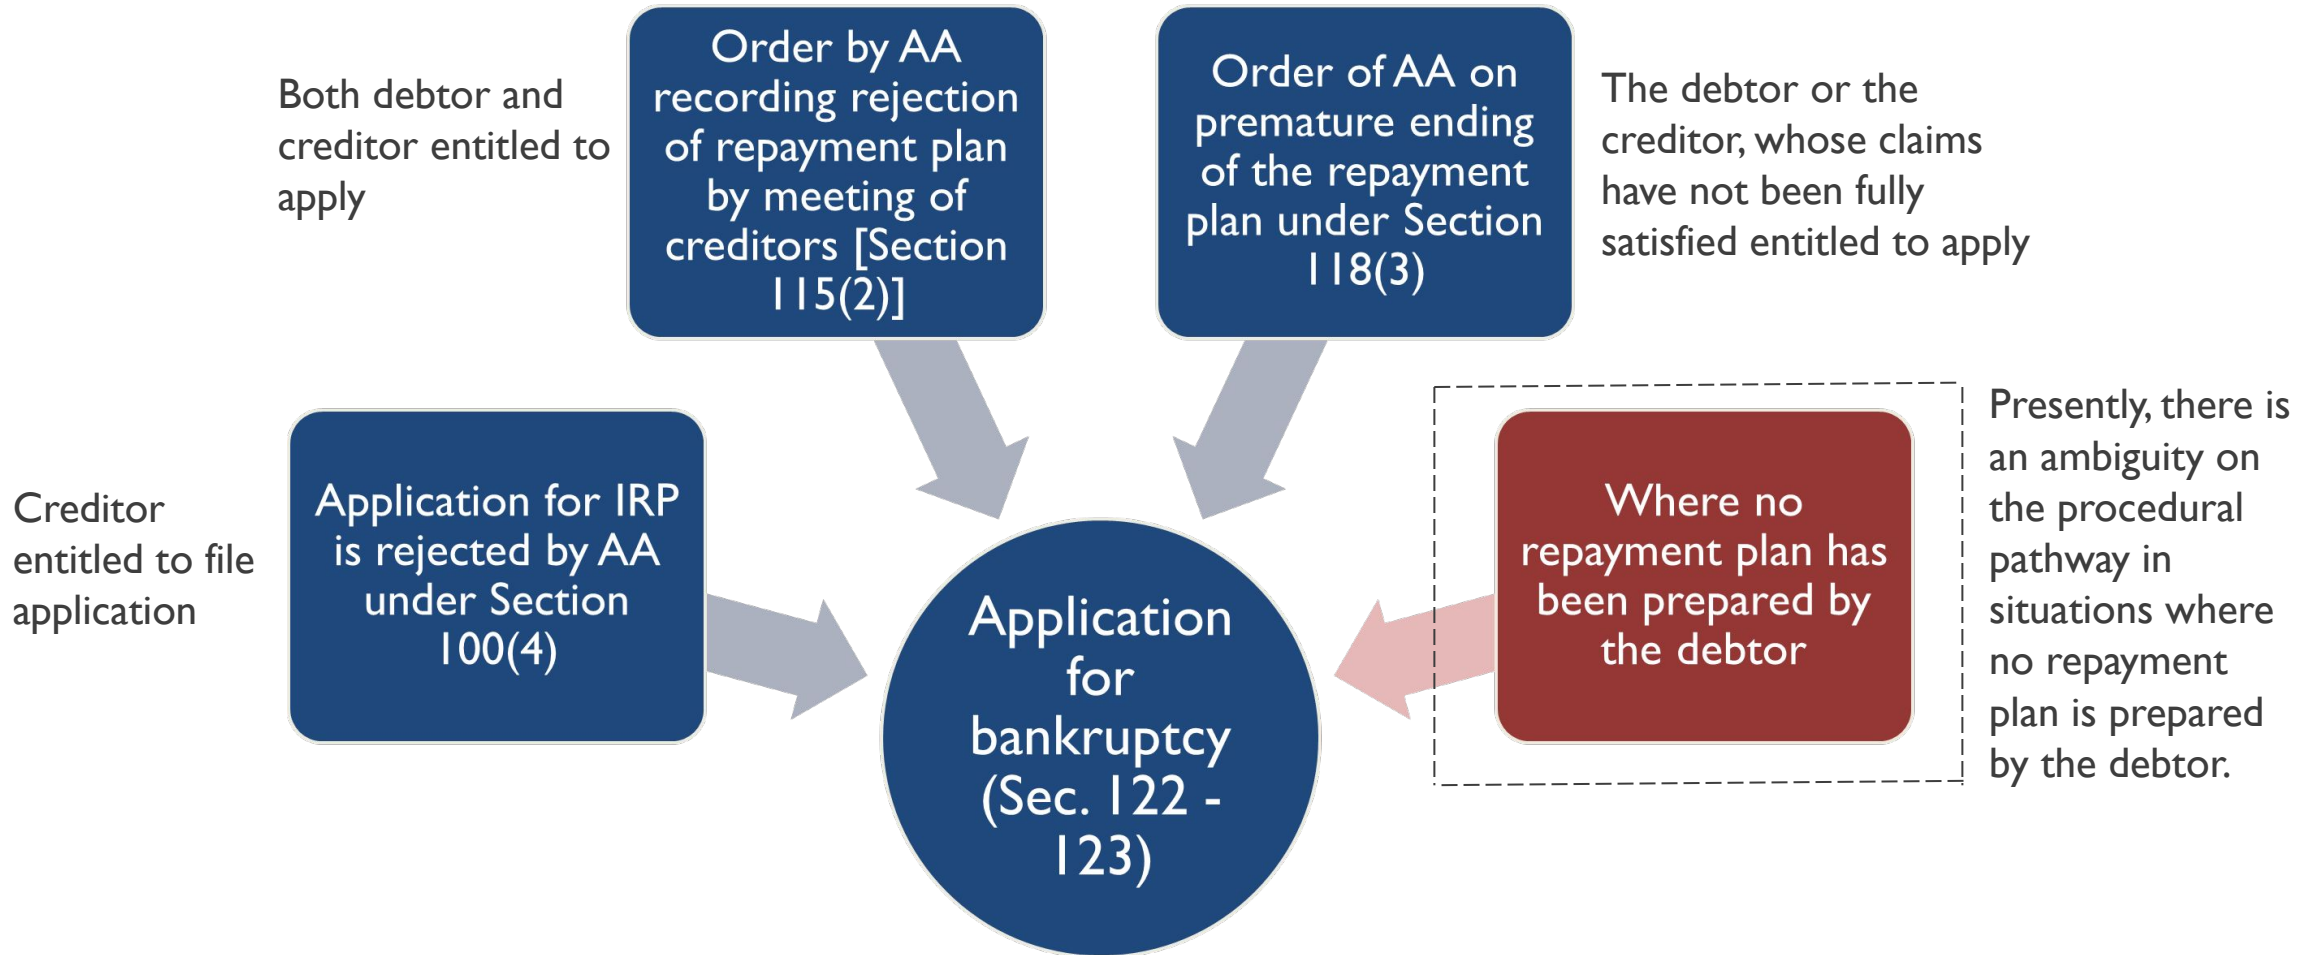 Both debtor and
creditor entitled to
apply
Order by AA
recording rejection
of repayment plan
by meeting of
creditors [Section
115(2)]
Order of AA on
premature ending
of the repayment
plan under Section
118(3)
The debtor or the
creditor, whose claims
have not been fully
satisfied entitled to apply
Creditor
entitled to file
application
Application for IRP
is rejected by AA
under Section
100(4)
Application
for
bankruptcy
(Sec. 122 -
123)
Where no
repayment plan has
been prepared by
the debtor
Presently, there is
an ambiguity on
the procedural
pathway in
situations where
no repayment
plan is prepared
by the debtor.